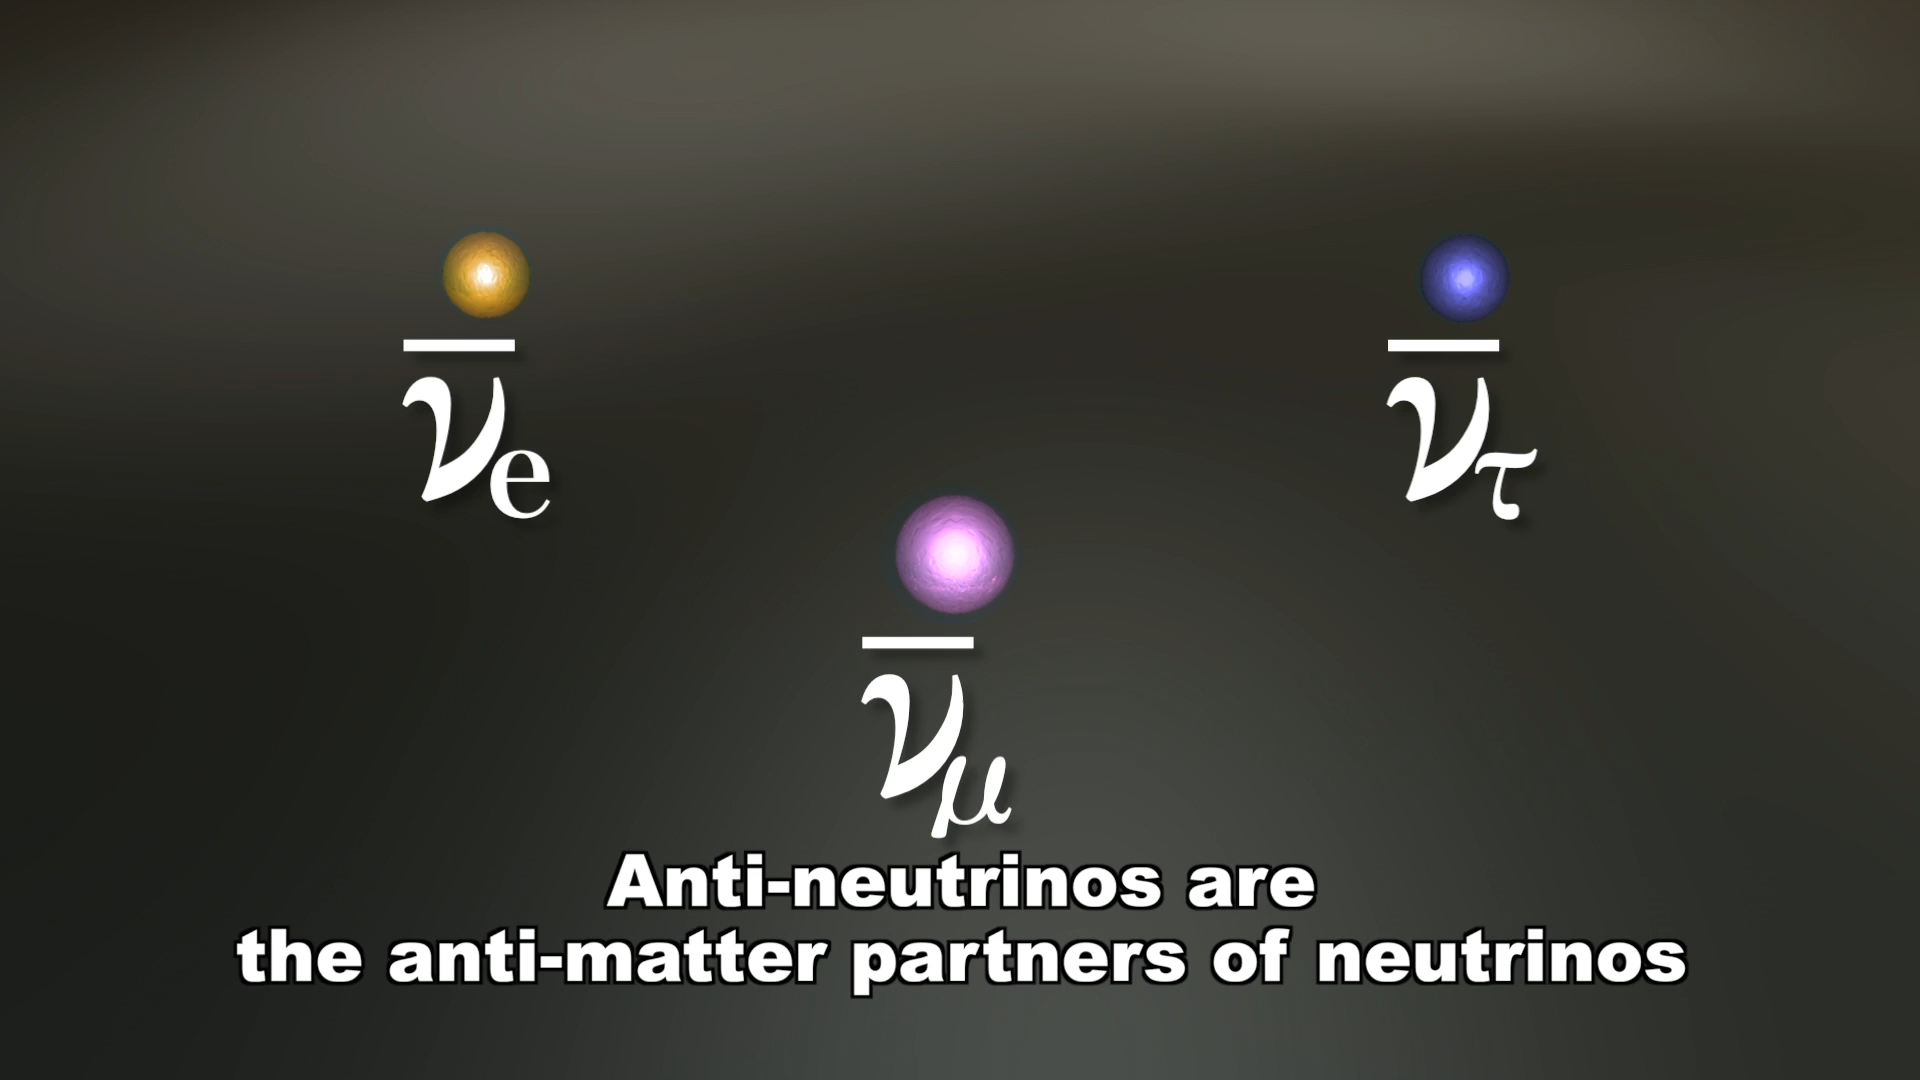 ν̅e
ν̅τ
ν̅μ
Anti-neutrinos are
the anti-matter partners of neutrinos